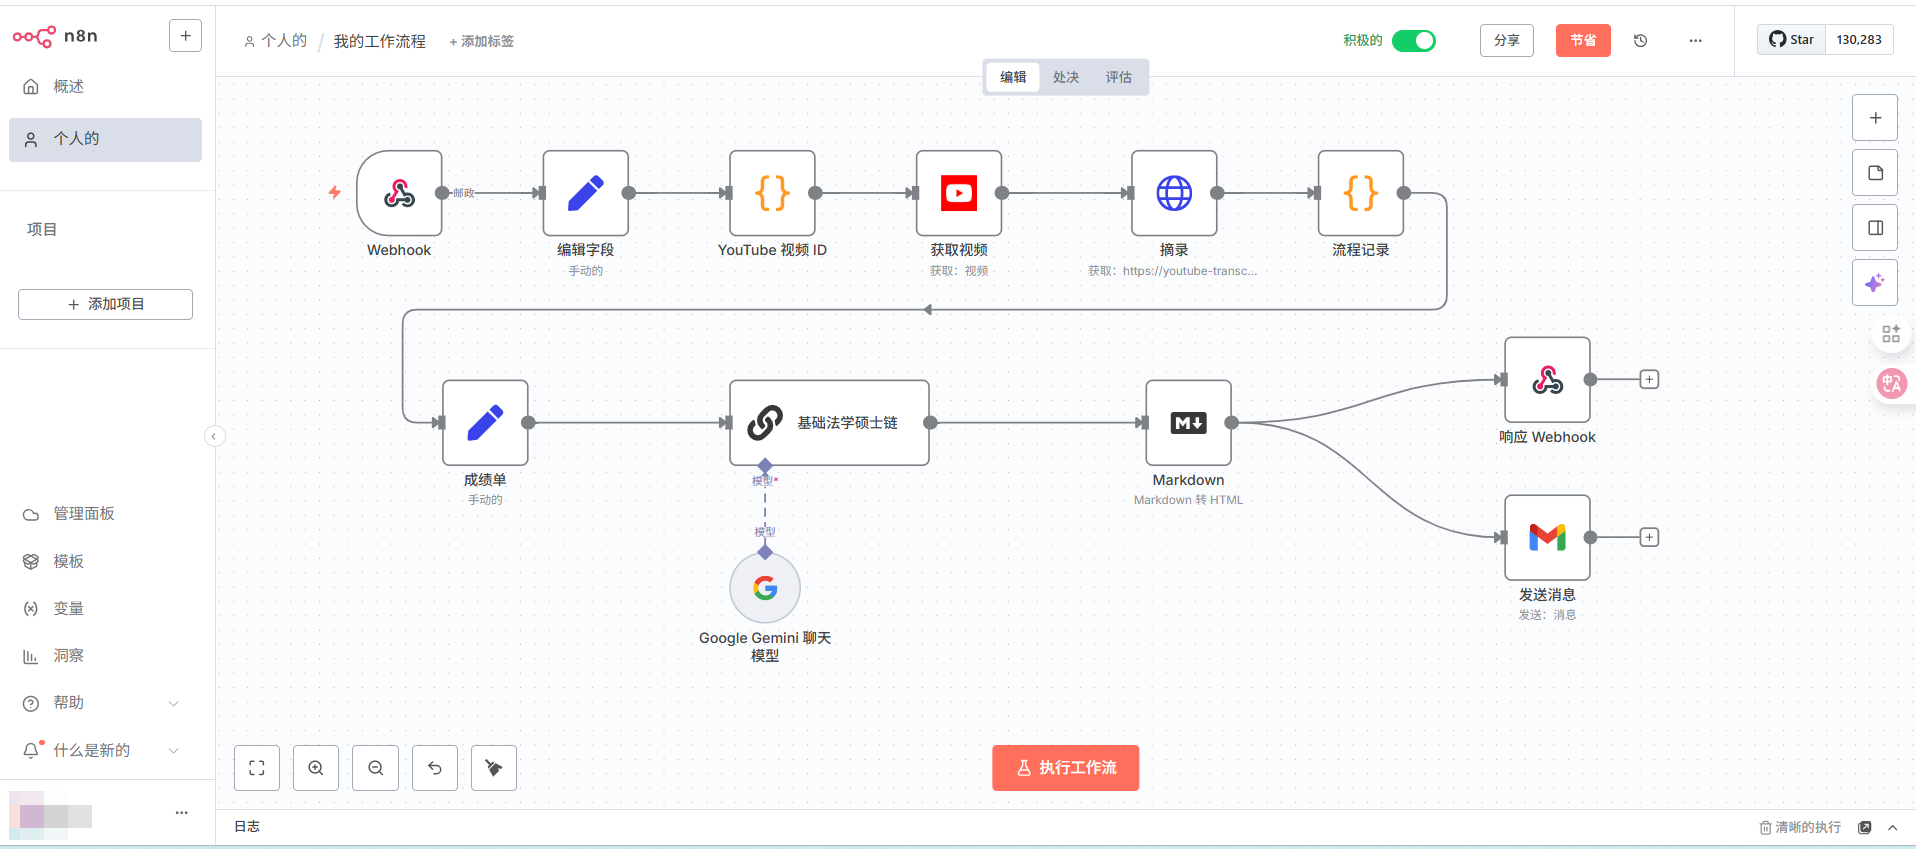 n8n
概述
个人的
项目
添加项目
管理面板
模板
变量
洞察
帮助
什么是新的
个人的 / 我的工作流程 + 添加标签
积极的
分享
节省
Star 130,283
编辑 处决 评估
邮政
Webhook
编辑字段
手动的
YouTube 视频 ID
获取视频
获取：视频
摘录
获取：https://youtube-transc...
流程记录
成绩单
手动的
基础法学硕士链
模型*
模型
Google Gemini 聊天
模型
Markdown
Markdown 转 HTML
响应 Webhook
发送消息
发送：消息
执行工作流
日志
清晰的执行